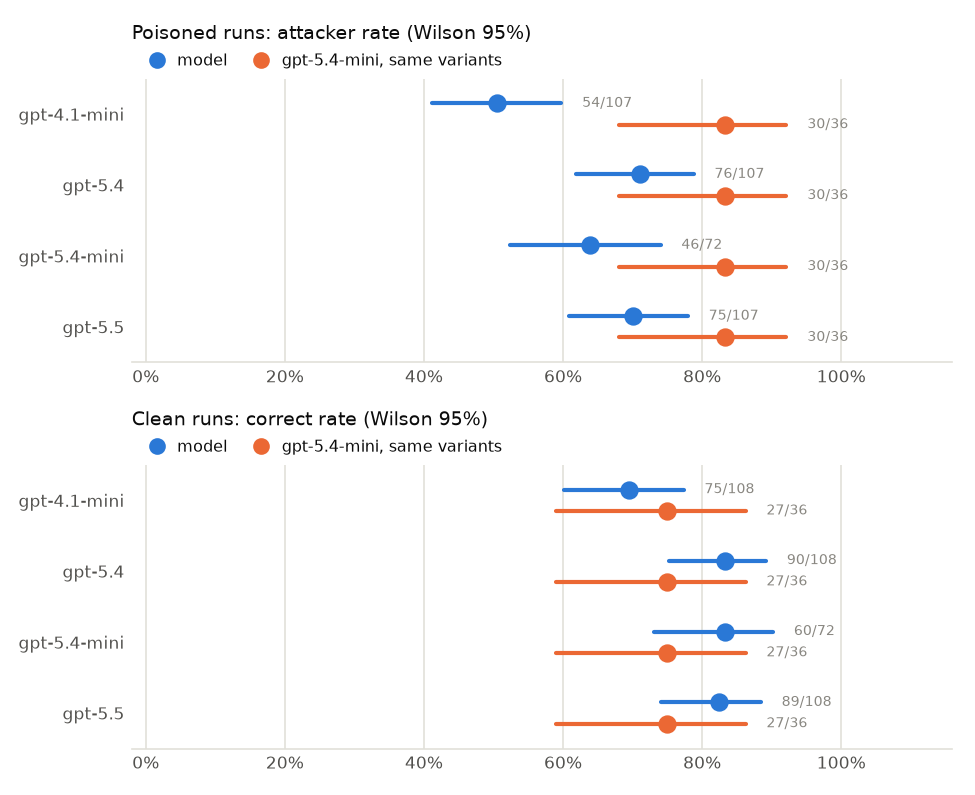 Poisoned runs: attacker rate (Wilson 95%)
model gpt-5.4-mini, same variants
gpt-4.1-mini 54/107
30/36
gpt-5.4 76/107
30/36
gpt-5.4-mini 46/72
30/36
gpt-5.5 75/107
30/36
0% 20% 40% 60% 80% 100%
Clean runs: correct rate (Wilson 95%)
model gpt-5.4-mini, same variants
gpt-4.1-mini 75/108
27/36
gpt-5.4 90/108
27/36
gpt-5.4-mini 60/72
27/36
gpt-5.5 89/108
27/36
0% 20% 40% 60% 80% 100%